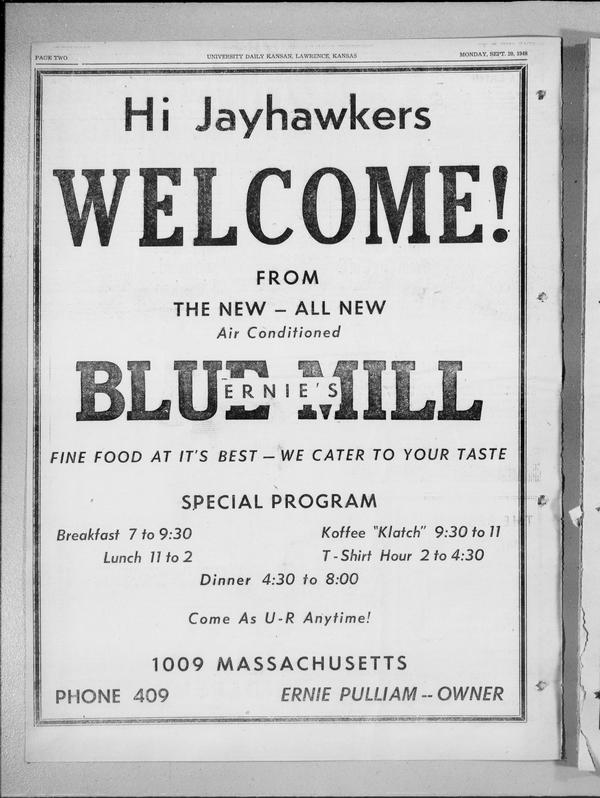 PAGE TWO UNIVERSITY DAILY KANSAN, LAWRENCE, KANSAS MONDAY, SEPT. 20, 1948
Hi Jayhawkers
WELCOME!
FROM
THE NEW – ALL NEW
Air Conditioned
BLUE MILL
ERNIE'S
FINE FOOD AT IT'S BEST – WE CATER TO YOUR TASTE
SPECIAL PROGRAM
Breakfast 7 to 9:30 Koffee "Klatch" 9:30 to 11
Lunch 11 to 2 T-Shirt Hour 2 to 4:30
Dinner 4:30 to 8:00
Come As U-R Anytime!
1009 MASSACHUSETTS
PHONE 409 ERNIE PULLIAM -- OWNER